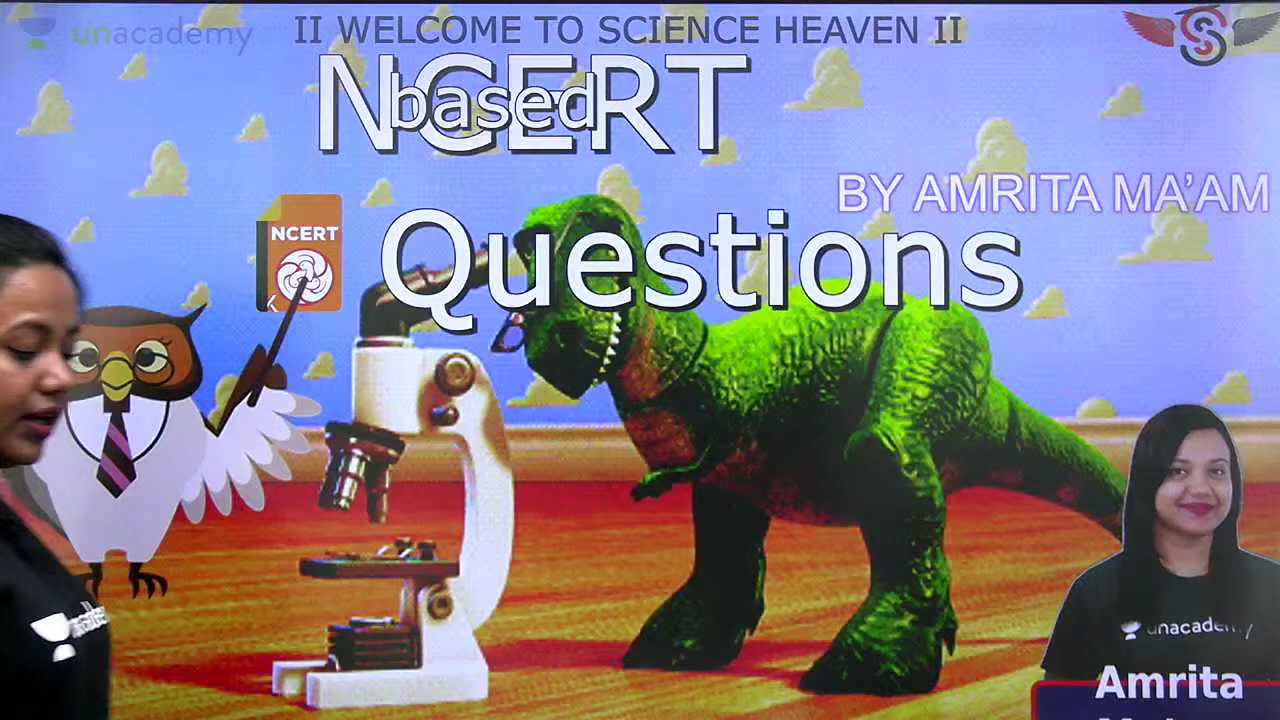 unacademy
II WELCOME TO SCIENCE HEAVEN II
NCERT
based
BY AMRITA MA'AM
NCERT
Questions
unacademy
Amrita